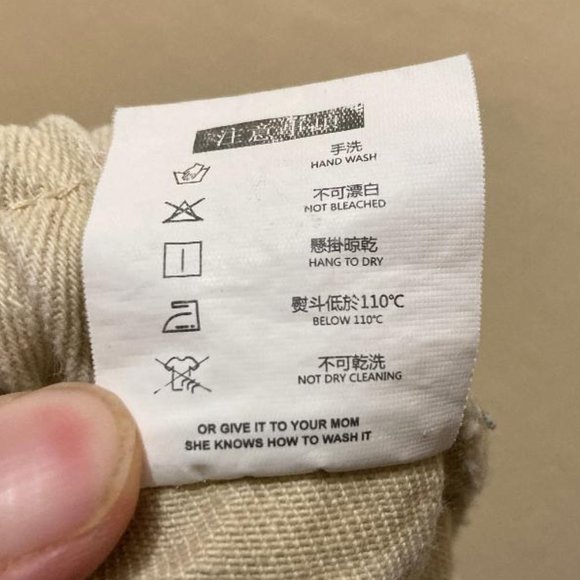 注意事項
手洗
HAND WASH
不可漂白
NOT BLEACHED
懸掛晾乾
HANG TO DRY
熨斗低於110℃
BELOW 110℃
不可乾洗
NOT DRY CLEANING
OR GIVE IT TO YOUR MOM
SHE KNOWS HOW TO WASH IT